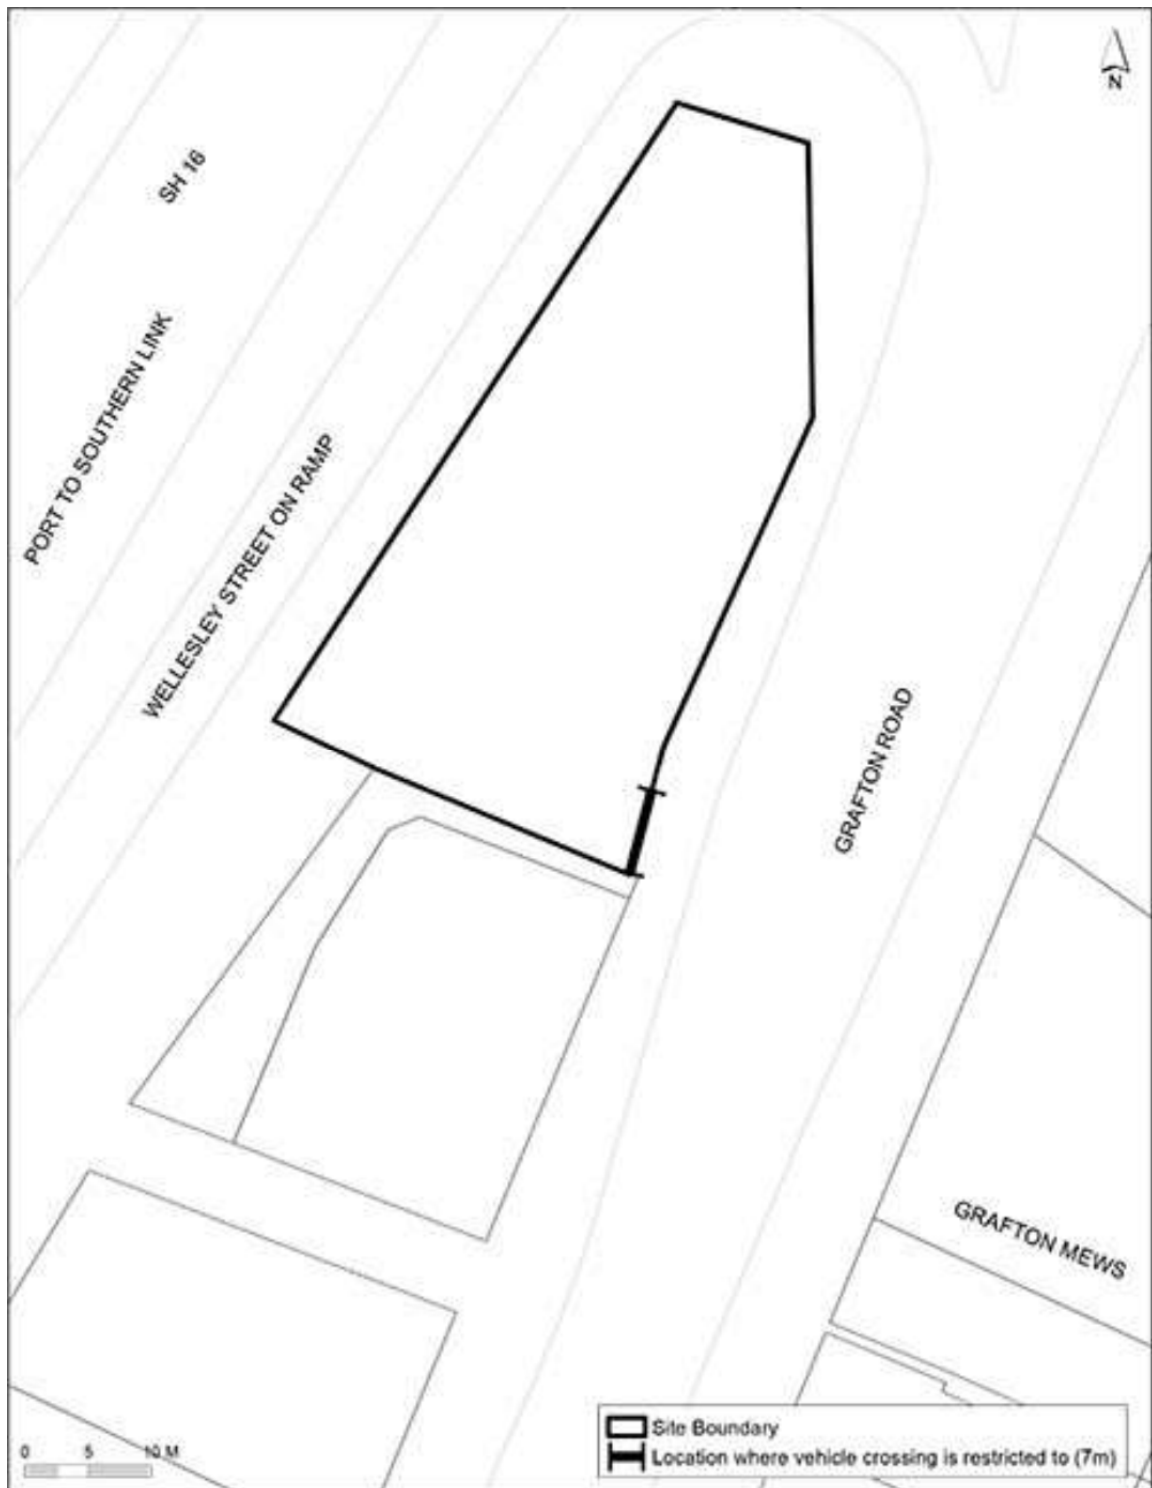 N
SH 16
PORT TO SOUTHERN LINK
WELLESLEY STREET ON RAMP
GRAFTON ROAD
GRAFTON MEWS
0 5 10 M
Site Boundary
Location where vehicle crossing is restricted to (7m)